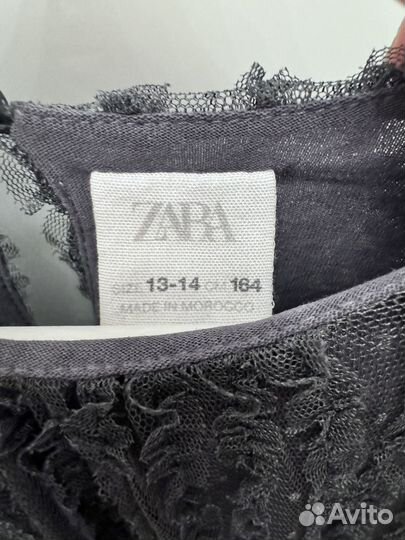 ZARA
SIZE 13-14 CM 164
MADE IN MOROCCO
Avito